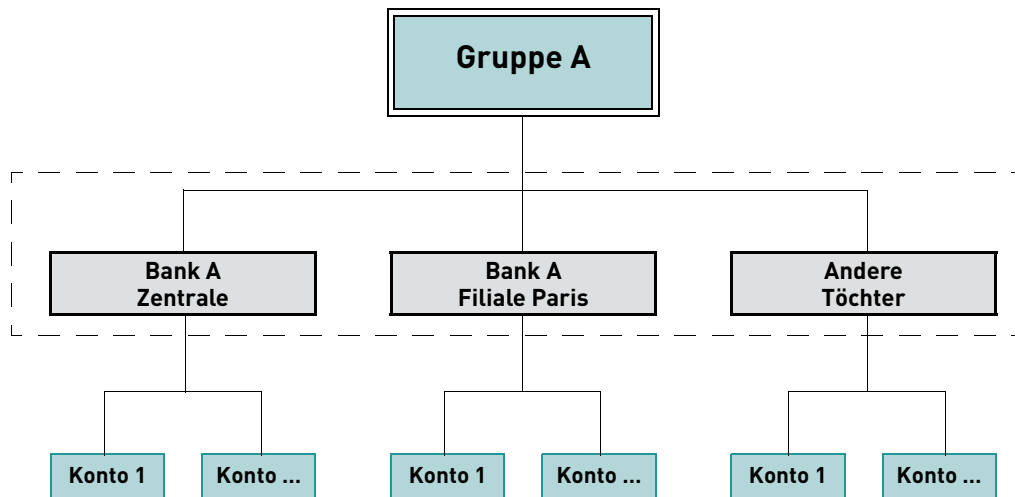 Gruppe A
Bank A
Zentrale
Bank A
Filiale Paris
Andere
Töchter
Konto 1
Konto ...
Konto 1
Konto ...
Konto 1
Konto ...